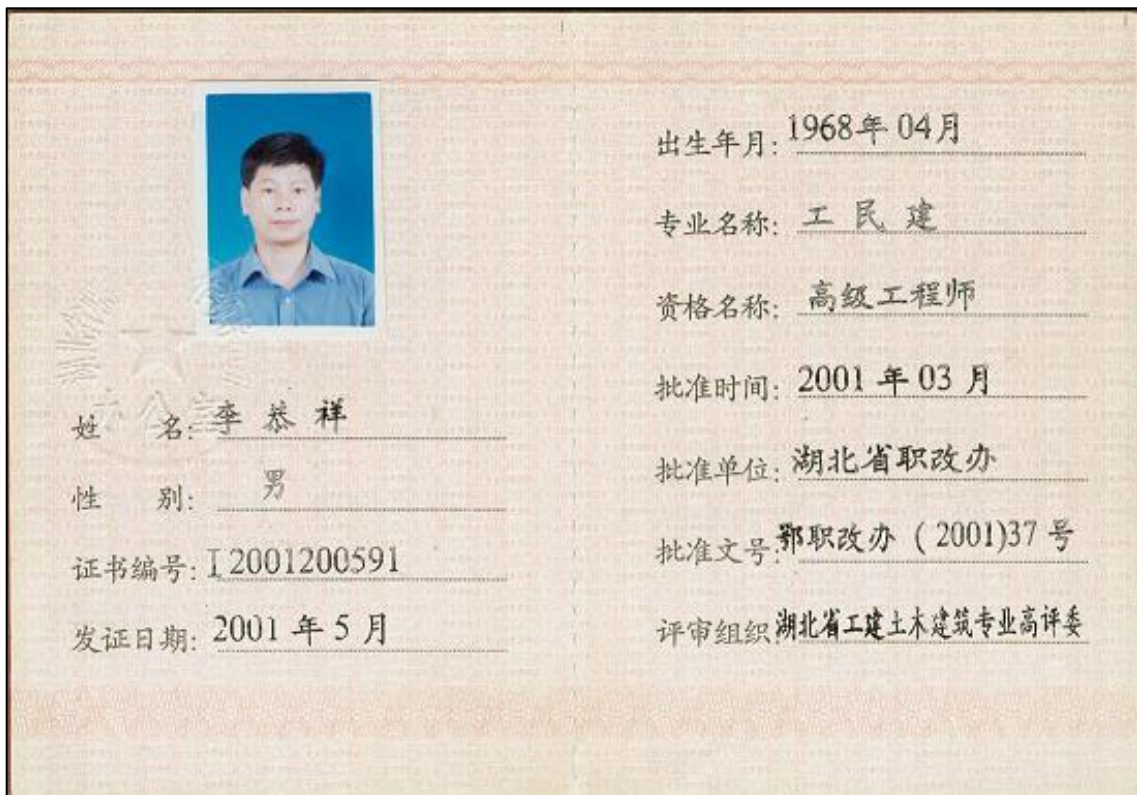 姓 名: 李恭祥
性 别: 男
证书编号: I2001200591
发证日期: 2001 年 5 月
出生年月: 1968年 04月
专业名称: 工民建
资格名称: 高级工程师
批准时间: 2001 年 03 月
批准单位: 湖北省职改办
批准文号: 鄂职改办 (2001)37 号
评审组织 湖北省工建土木建筑专业高评委
办公室